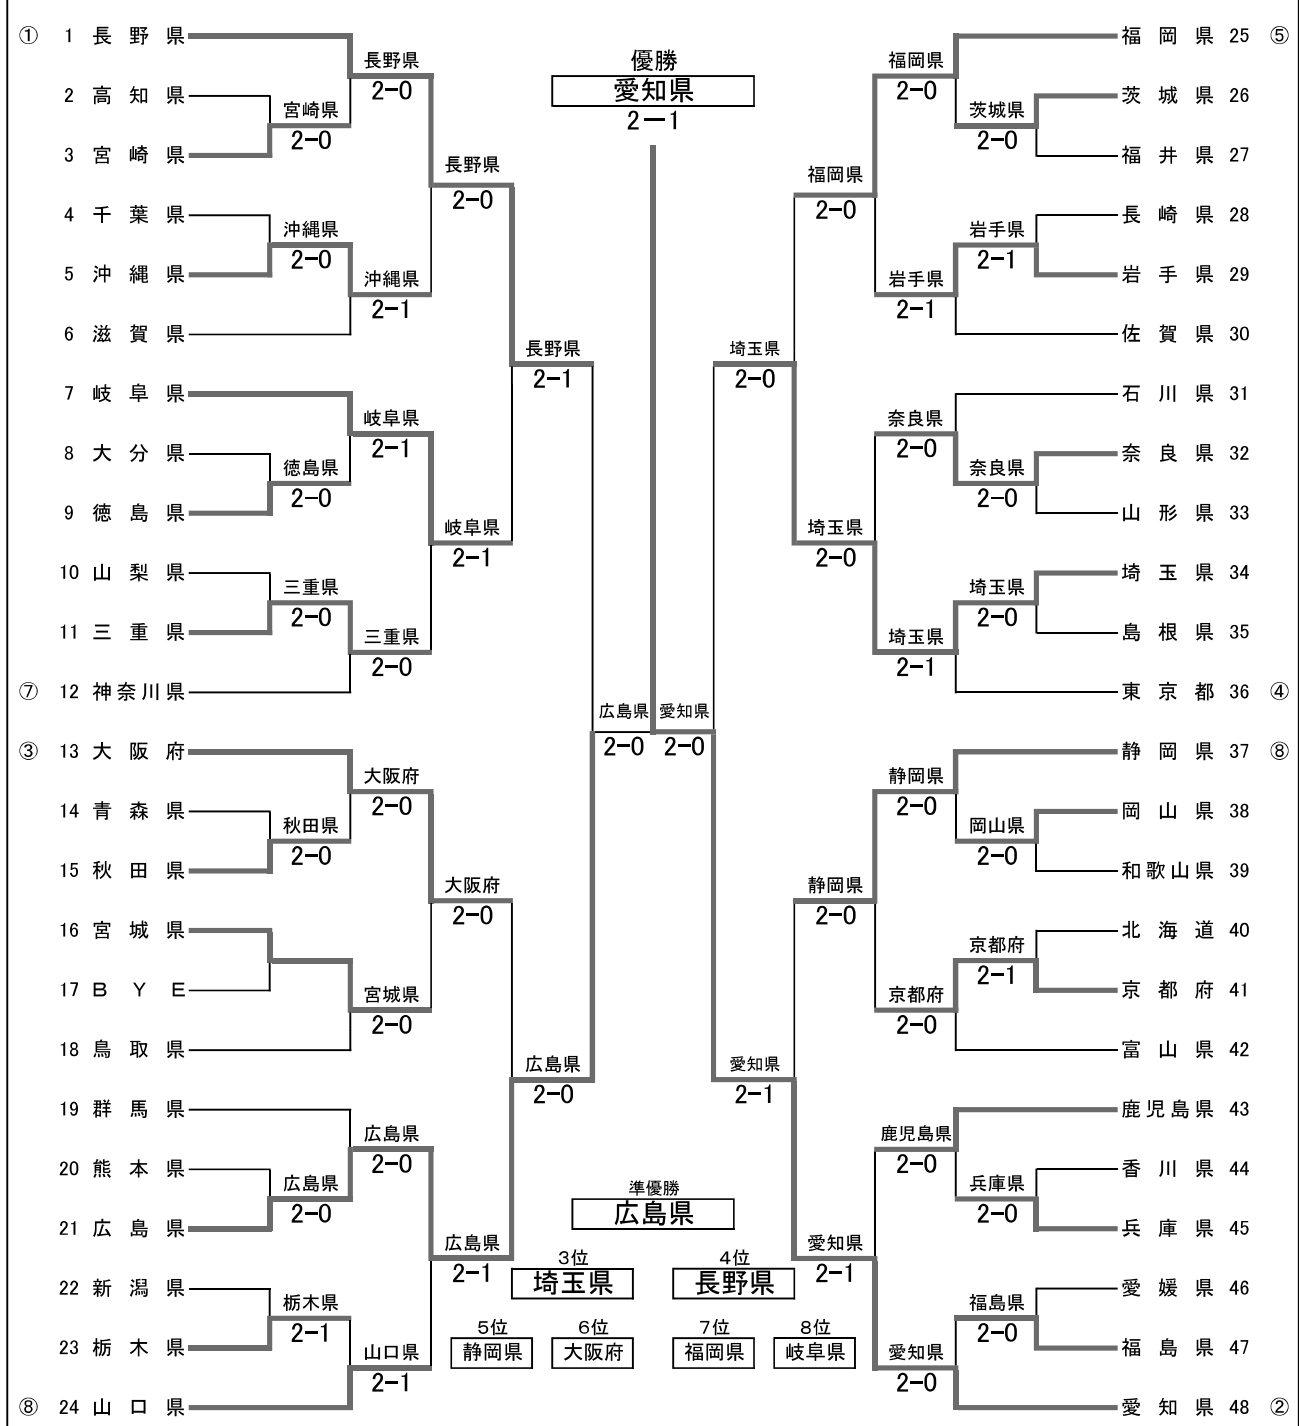 ① 1 長野県
2 高知県
3 宮崎県
4 千葉県
5 沖縄県
6 滋賀県
7 岐阜県
8 大分県
9 徳島県
10 山梨県
11 三重県
⑦ 12 神奈川県
③ 13 大阪府
14 青森県
15 秋田県
16 宮城県
17 BYE
18 鳥取県
19 群馬県
20 熊本県
21 広島県
22 新潟県
23 栃木県
⑧ 24 山口県
宮崎県
2-0
沖縄県
2-0
徳島県
2-0
三重県
2-0
秋田県
2-0
広島県
2-0
栃木県
2-1
長野県
2-0
沖縄県
2-1
岐阜県
2-1
三重県
2-0
大阪府
2-0
宮城県
2-0
広島県
2-0
山口県
2-1
長野県
2-0
岐阜県
2-1
大阪府
2-0
広島県
2-1
長野県
2-1
広島県
2-0
広島県
2-0
優勝
愛知県
2-1
愛知県
2-0
準優勝
広島県
3位
埼玉県
4位
長野県
5位
静岡県
6位
大阪府
7位
福岡県
8位
岐阜県
埼玉県
2-0
愛知県
2-1
福岡県
2-0
埼玉県
2-0
静岡県
2-0
愛知県
2-1
福岡県
2-0
岩手県
2-1
奈良県
2-0
埼玉県
2-1
静岡県
2-0
京都府
2-0
鹿児島県
2-0
愛知県
2-0
茨城県
2-0
岩手県
2-1
奈良県
2-0
埼玉県
2-0
岡山県
2-0
京都府
2-1
兵庫県
2-0
福島県
2-0
福岡県 25 ⑤
茨城県 26
福井県 27
長崎県 28
岩手県 29
佐賀県 30
石川県 31
奈良県 32
山形県 33
埼玉県 34
島根県 35
東京都 36 ④
静岡県 37 ⑧
岡山県 38
和歌山県 39
北海道 40
京都府 41
富山県 42
鹿児島県 43
香川県 44
兵庫県 45
愛媛県 46
福島県 47
愛知県 48 ②